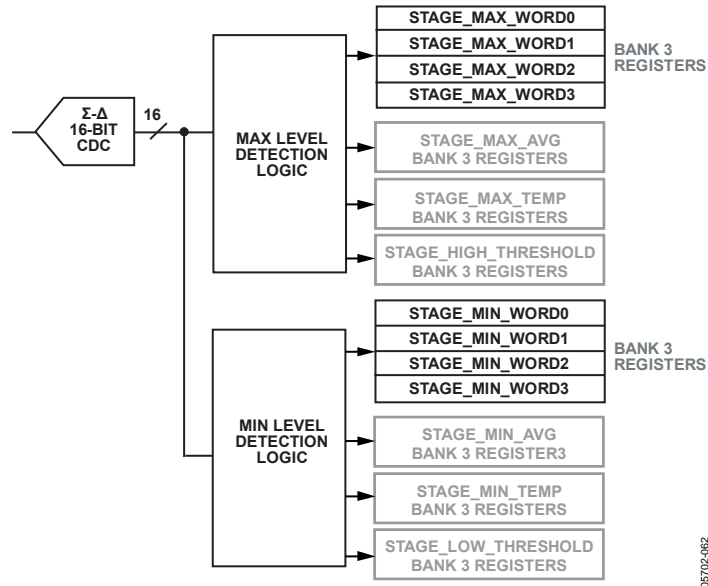 Σ-Δ
16-BIT
CDC
16
MAX LEVEL
DETECTION
LOGIC
STAGE_MAX_WORD0
STAGE_MAX_WORD1
STAGE_MAX_WORD2
STAGE_MAX_WORD3
BANK 3
REGISTERS
STAGE_MAX_AVG
BANK 3 REGISTERS
STAGE_MAX_TEMP
BANK 3 REGISTERS
STAGE_HIGH_THRESHOLD
BANK 3 REGISTERS
MIN LEVEL
DETECTION
LOGIC
STAGE_MIN_WORD0
STAGE_MIN_WORD1
STAGE_MIN_WORD2
STAGE_MIN_WORD3
BANK 3
REGISTERS
STAGE_MIN_AVG
BANK 3 REGISTER3
STAGE_MIN_TEMP
BANK 3 REGISTERS
STAGE_LOW_THRESHOLD
BANK 3 REGISTERS
05702-062